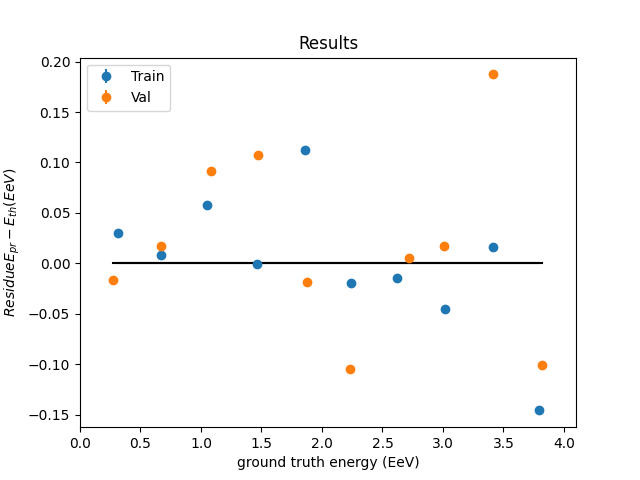 Results
Train
Val
0.20
0.15
0.10
0.05
0.00
−0.05
−0.10
−0.15
ResidueE_pr − E_th(EeV)
0.0 0.5 1.0 1.5 2.0 2.5 3.0 3.5 4.0
ground truth energy (EeV)